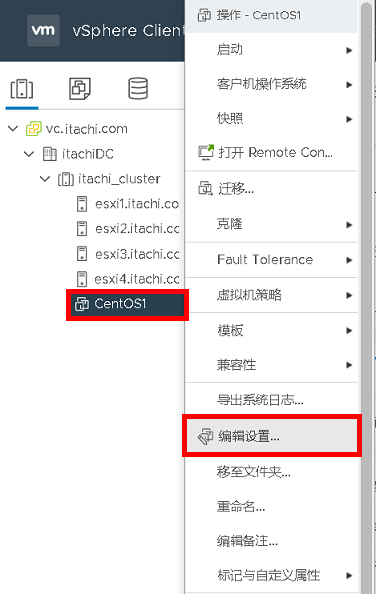 vm vSphere Clien
vc.itachi.com
itachiDC
itachi_cluster
esxi1.itachi.co
esxi2.itachi.cc
esxi3.itachi.cc
esxi4.itachi.cc
CentOS1
操作 - CentOS1
启动
客户机操作系统
快照
打开 Remote Con...
迁移...
克隆
Fault Tolerance
虚拟机策略
模板
兼容性
导出系统日志...
编辑设置...
移至文件夹...
重命名...
编辑备注...
标记与自定义属性